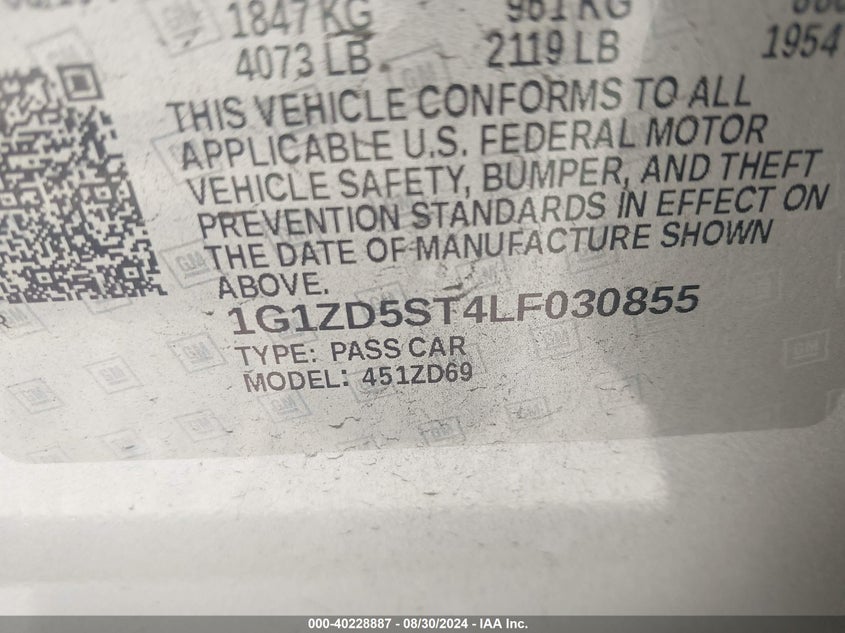 1847 KG 961 KG
4073 LB 2119 LB 1954
THIS VEHICLE CONFORMS TO ALL
APPLICABLE U.S. FEDERAL MOTOR
VEHICLE SAFETY, BUMPER, AND THEFT
PREVENTION STANDARDS IN EFFECT ON
THE DATE OF MANUFACTURE SHOWN
ABOVE.
1G1ZD5ST4LF030855
TYPE: PASS CAR
MODEL: 451ZD69
000-40228887 - 08/30/2024 - IAA Inc.